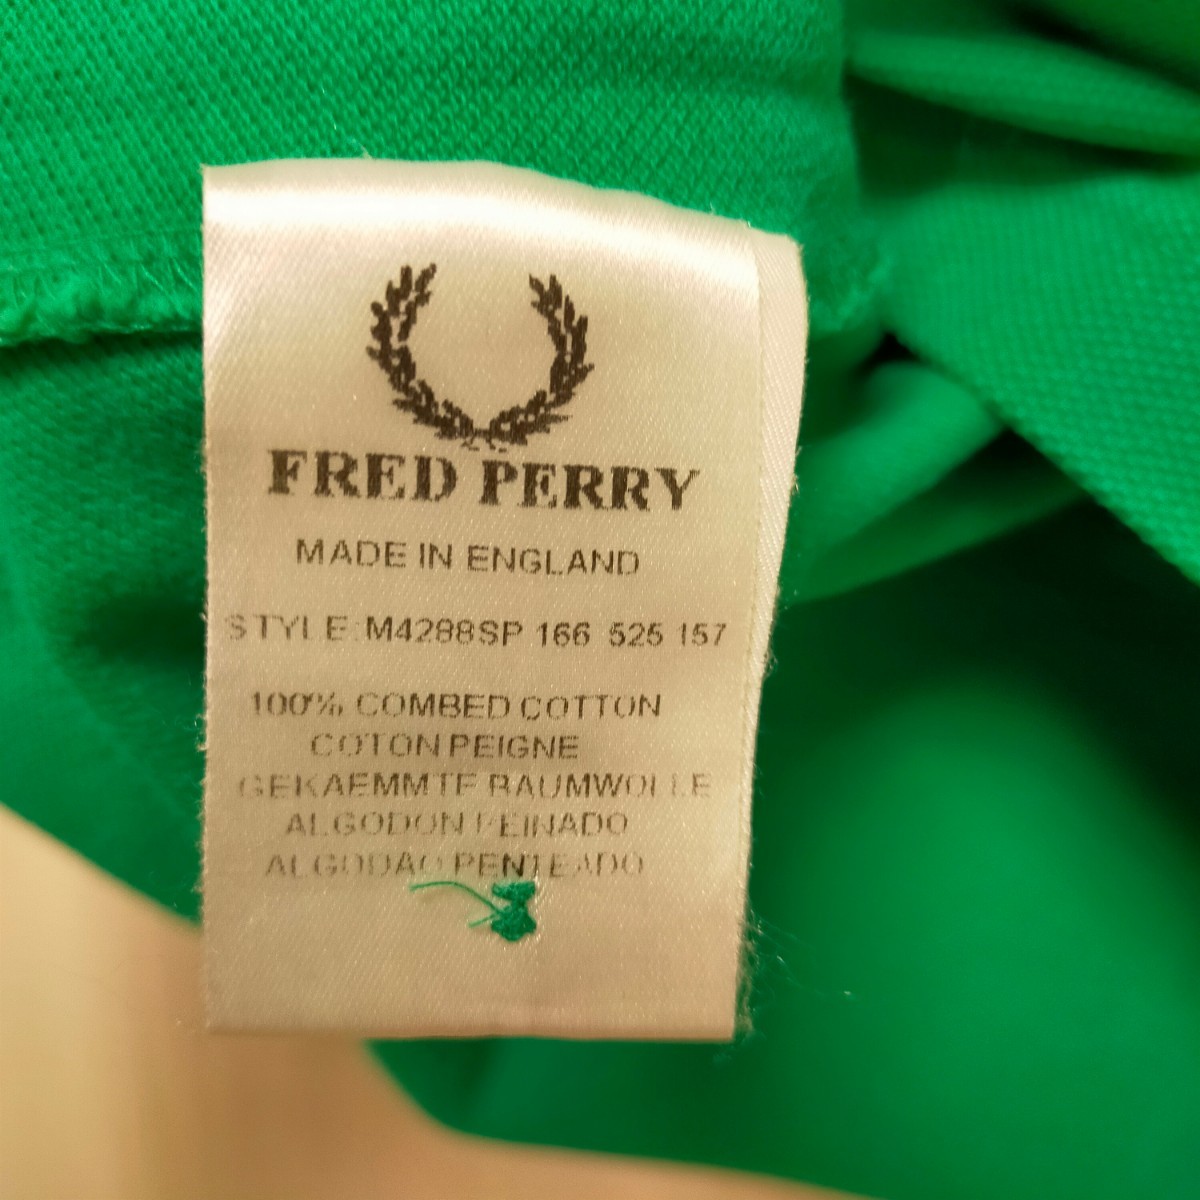 FRED PERRY
MADE IN ENGLAND
STYLE: M4288SP 166 525 157
100% COMBED COTTON
COTON PEIGNE
GEKAEMMTE BAUMWOLLE
ALGODON PEINADO
ALGODAO PENTEADO